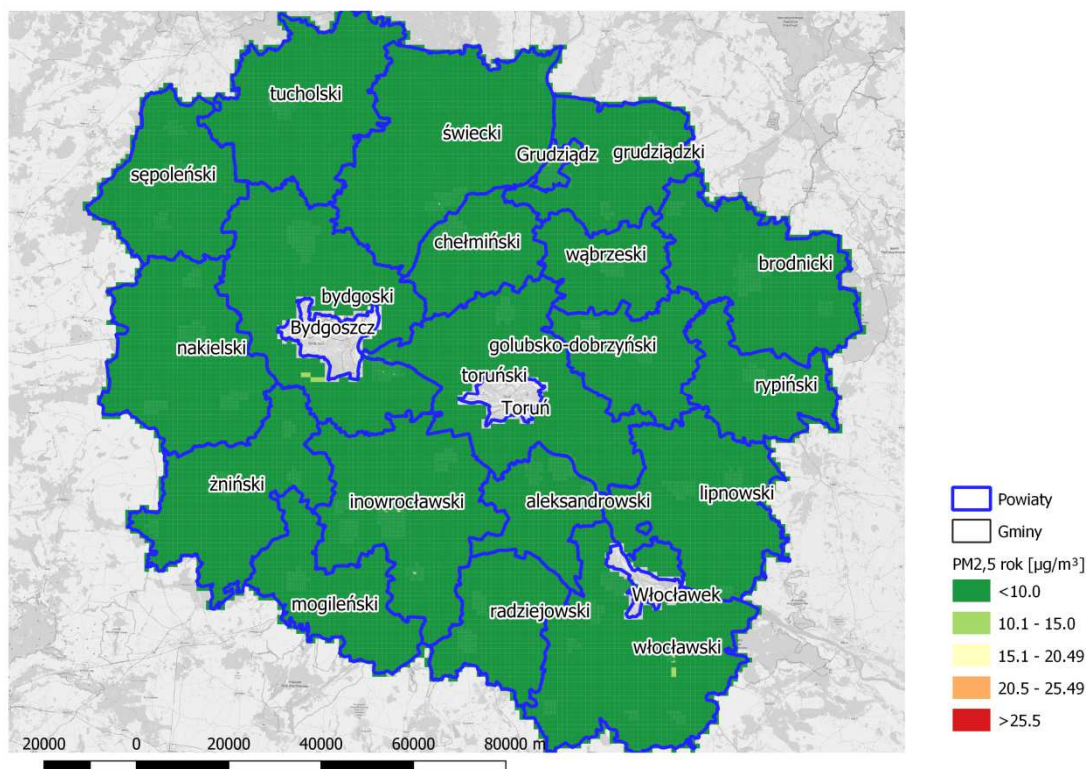 tucholski
świecki
Grudziądz
grudziądzki
sępoleński
chełmiński
wąbrzeski
brodnicki
bydgoski
Bydgoszcz
nakielski
golubsko-dobrzyński
toruński
Toruń
rypiński
żniński
inowrocławski
aleksandrowski
lipnowski
mogileński
radziejowski
Włocławek
włocławski
Powiaty
Gminy
PM2,5 rok [µg/m³]
<10.0
10.1 - 15.0
15.1 - 20.49
20.5 - 25.49
>25.5
20000 0 20000 40000 60000 80000 m